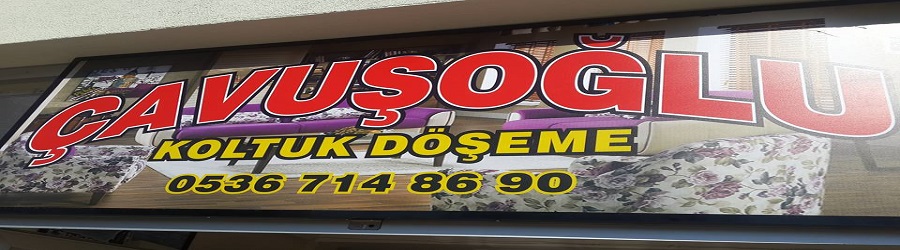 ÇAVUŞOĞLU
KOLTUK DÖŞEME
0536 714 86 90